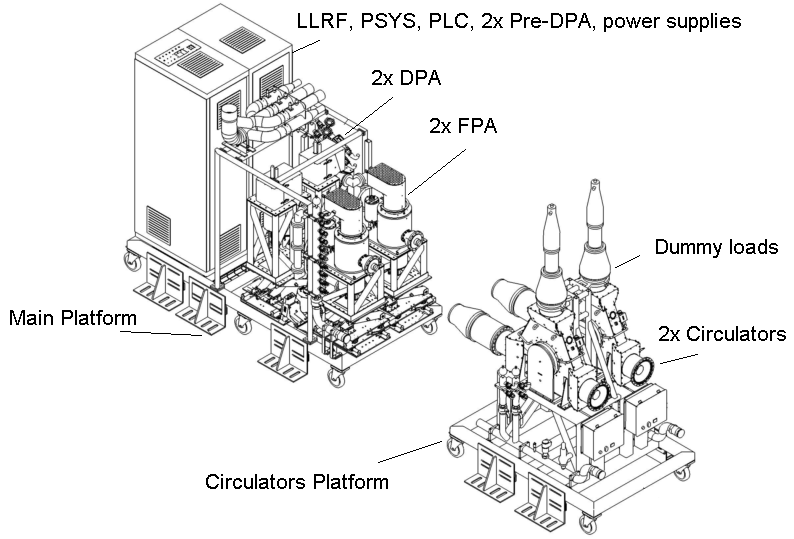 LLRF, PSYS, PLC, 2x Pre-DPA, power supplies
2x DPA
2x FPA
Dummy loads
Main Platform
2x Circulators
Circulators Platform